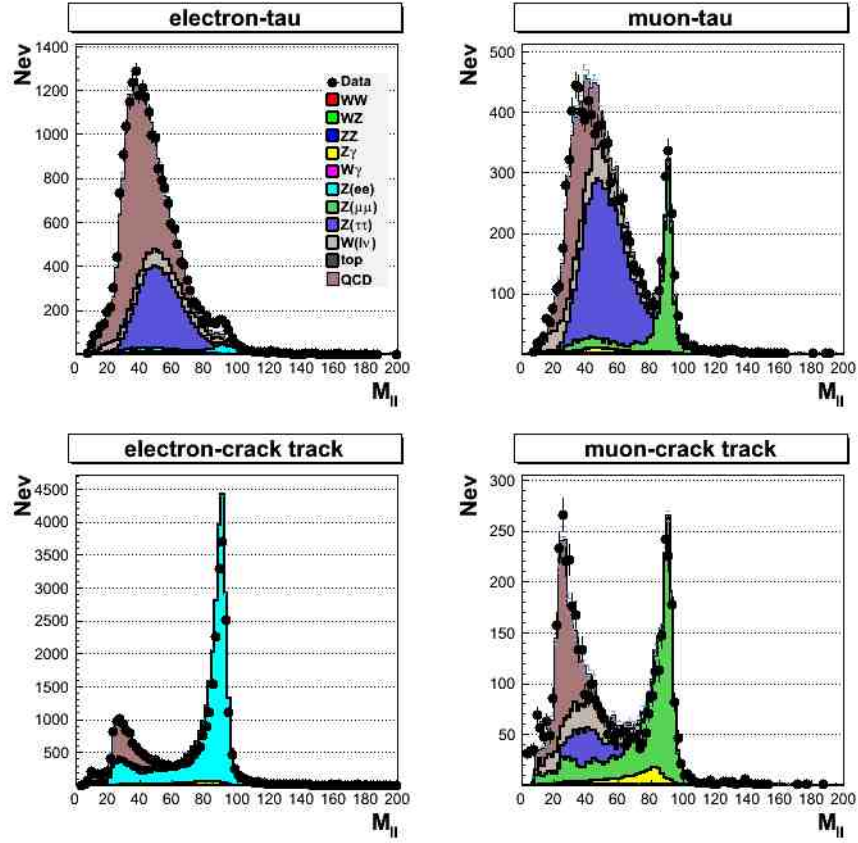 electron-tau
Nev
1400
1200
1000
800
600
400
200
0 20 40 60 80 100 120 140 160 180 200
M_ll
Data
WW
WZ
ZZ
Zγ
Wγ
Z(ee)
Z(μμ)
Z(ττ)
W(lν)
top
QCD
muon-tau
Nev
500
400
300
200
100
0 20 40 60 80 100 120 140 160 180 200
M_ll
electron-crack track
Nev
4500
4000
3500
3000
2500
2000
1500
1000
500
0 20 40 60 80 100 120 140 160 180 200
M_ll
muon-crack track
Nev
300
250
200
150
100
50
0 20 40 60 80 100 120 140 160 180 200
M_ll